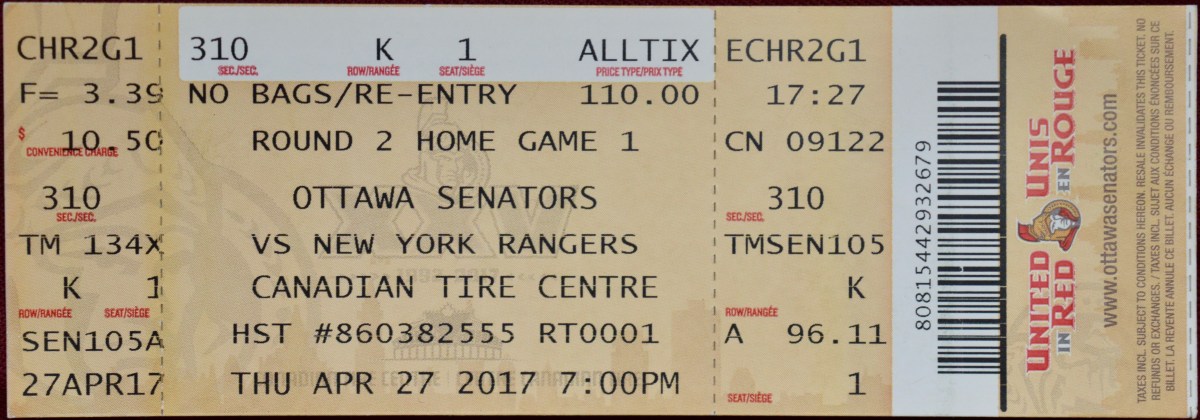 CHR2G1
F= 3.39
$ 10.50
CONVENIENCE CHARGE
310
SEC./SEC.
TM 134X
K 1
ROW/RANGÉE SEAT/SIÈGE
SEN105A
27APR17
310 K 1 ALLTIX
SEC./SEC. ROW/RANGÉE SEAT/SIÈGE PRICE TYPE/PRIX TYPE
NO BAGS/RE-ENTRY 110.00
ROUND 2 HOME GAME 1
OTTAWA SENATORS
VS NEW YORK RANGERS
CANADIAN TIRE CENTRE
HST #860382555 RT0001
THU APR 27 2017 7:00PM
XXV
1992-2017
ECHR2G1
17:27
CN 09122
310
SEC./SEC.
TMSEN105
K
ROW/RANGÉE
A 96.11
1
SEAT/SIÈGE
80815442932679
UNITED UNIS
IN RED EN ROUGE
www.ottawasenators.com
TAXES INCL. SUBJECT TO CONDITIONS HEREON. RESALE INVALIDATES THIS TICKET. NO
REFUNDS OR EXCHANGES. / TAXES INCL. SUJET AUX CONDITIONS ÉNONCÉES SUR CE
BILLET. LA REVENTE ANNULE CE BILLET. AUCUN ÉCHANGE OU REMBOURSEMENT.